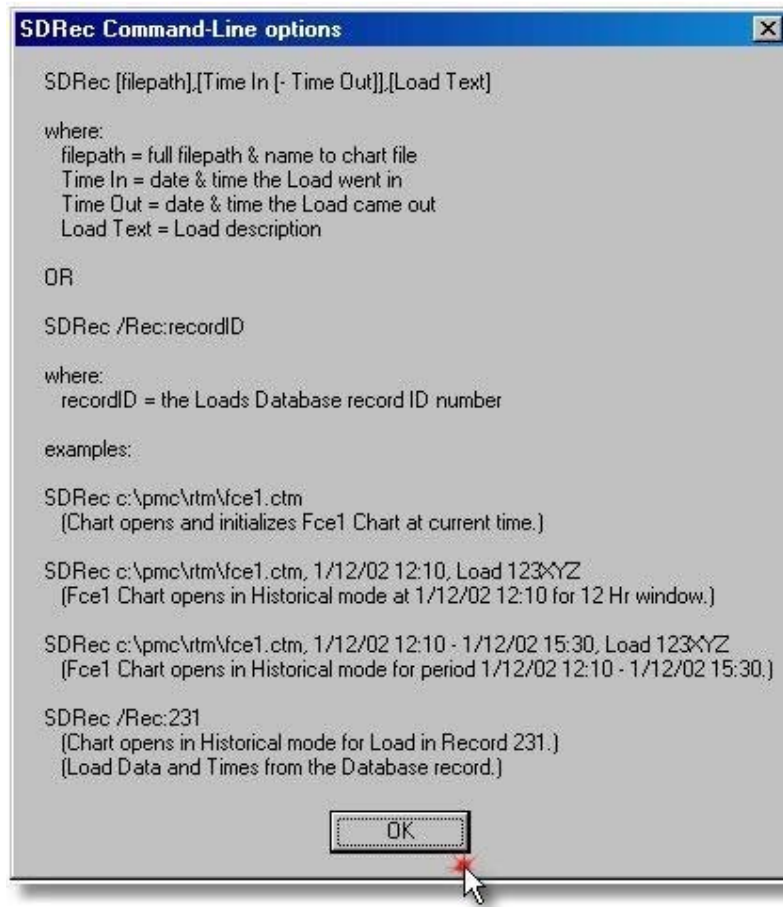 SDRec Command-Line options
SDRec [filepath],[Time In [- Time Out]],[Load Text]
where:
filepath = full filepath & name to chart file
Time In = date & time the Load went in
Time Out = date & time the Load came out
Load Text = Load description
OR
SDRec /Rec:recordID
where:
recordID = the Loads Database record ID number
examples:
SDRec c:\pmc\rtm\fce1.ctm
(Chart opens and initializes Fce1 Chart at current time.)
SDRec c:\pmc\rtm\fce1.ctm, 1/12/02 12:10, Load 123XYZ
(Fce1 Chart opens in Historical mode at 1/12/02 12:10 for 12 Hr window.)
SDRec c:\pmc\rtm\fce1.ctm, 1/12/02 12:10 - 1/12/02 15:30, Load 123XYZ
(Fce1 Chart opens in Historical mode for period 1/12/02 12:10 - 1/12/02 15:30.)
SDRec /Rec:231
(Chart opens in Historical mode for Load in Record 231.)
(Load Data and Times from the Database record.)
OK